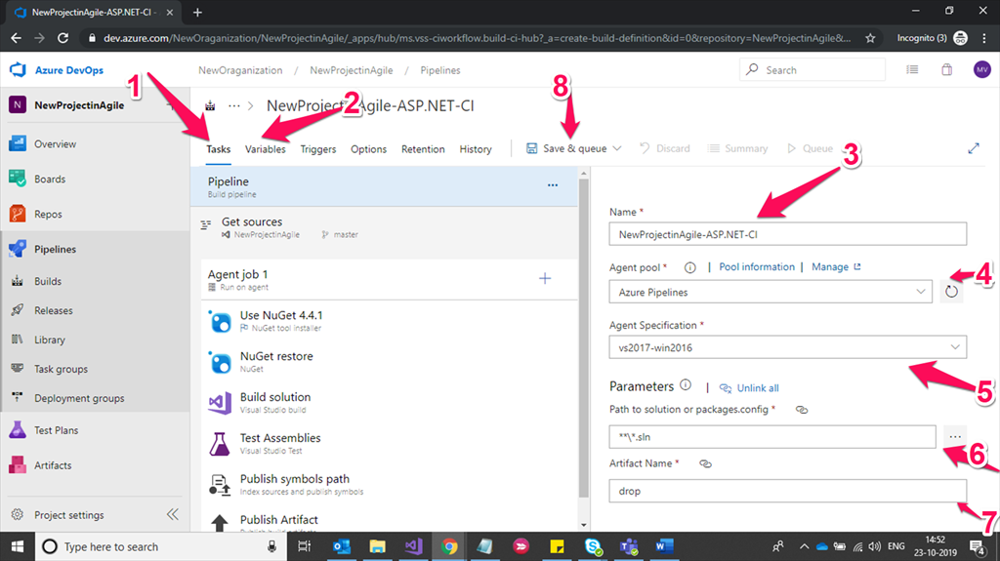 NewProjectinAgile-ASP.NET-CI -
dev.azure.com/NewOraganization/NewProjectinAgile/_apps/hub/ms.vss-ciworkflow.build-ci-hub?_a=create-build-definition&id=0&repository=NewProjectinAgile&...
Incognito (3)
Azure DevOps
NewOraganization / NewProjectinAgile / Pipelines
Search
MV
N NewProjectinAgile
Overview
Boards
Repos
Pipelines
Builds
Releases
Library
Task groups
Deployment groups
Test Plans
Artifacts
Project settings
1
2
8
NewProjectinAgile-ASP.NET-CI
Tasks Variables Triggers Options Retention History
Save & queue Discard Summary Queue
3
Pipeline
Build pipeline
Get sources
NewProjectinAgile master
Agent job 1
Run on agent
Use NuGet 4.4.1
NuGet tool installer
NuGet restore
NuGet
Build solution
Visual Studio build
Test Assemblies
Visual Studio Test
Publish symbols path
Index sources and publish symbols
Publish Artifact
Publish build artifacts
Name *
NewProjectinAgile-ASP.NET-CI
Agent pool * | Pool information | Manage
4
Azure Pipelines
Agent Specification *
vs2017-win2016
5
Parameters | Unlink all
Path to solution or packages.config *
**\*.sln
6
Artifact Name *
drop
7
Type here to search
ENG
14:52
23-10-2019
4